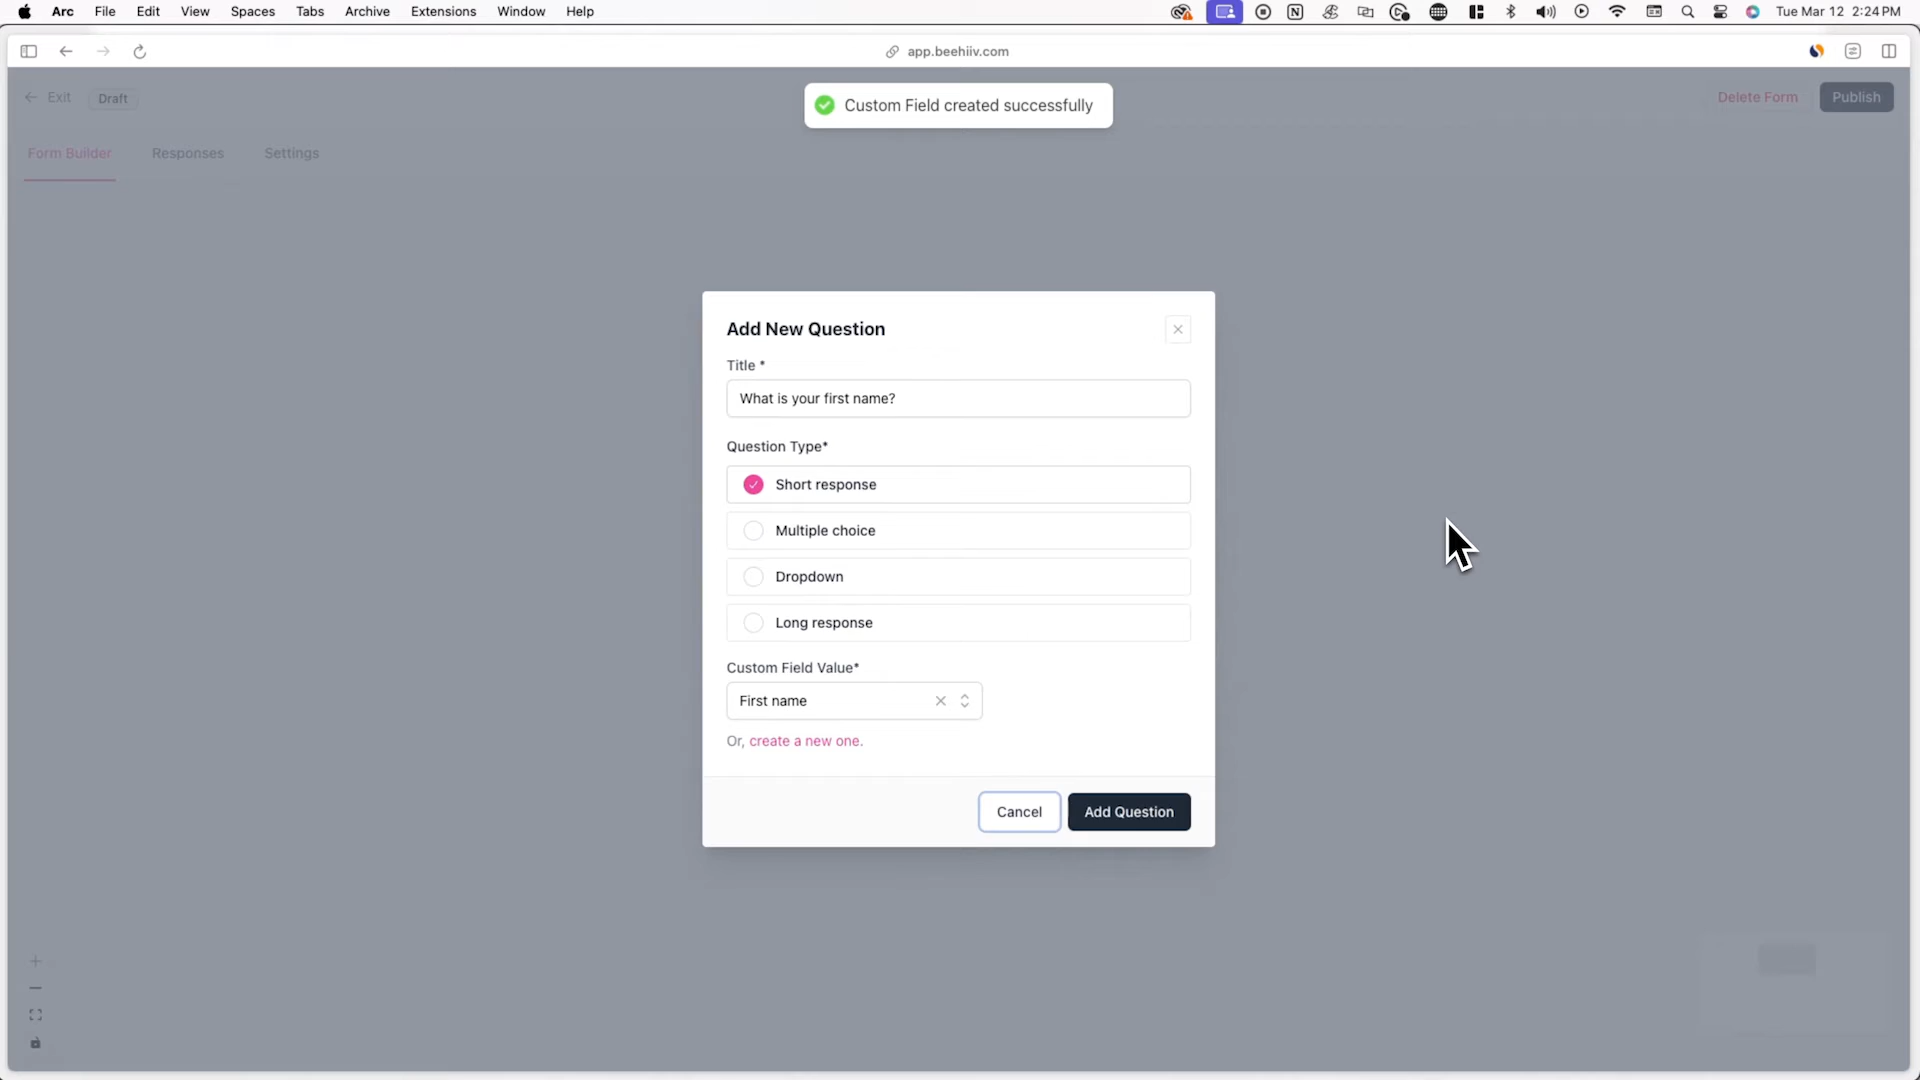 Arc File Edit View Spaces Tabs Archive Extensions Window Help Tue Mar 12 2:24 PM
app.beehiiv.com
Exit Draft Custom Field created successfully Delete Form Publish
Form Builder Responses Settings
Add New Question
Title *
What is your first name?
Question Type*
Short response
Multiple choice
Dropdown
Long response
Custom Field Value*
First name
Or, create a new one.
Cancel Add Question